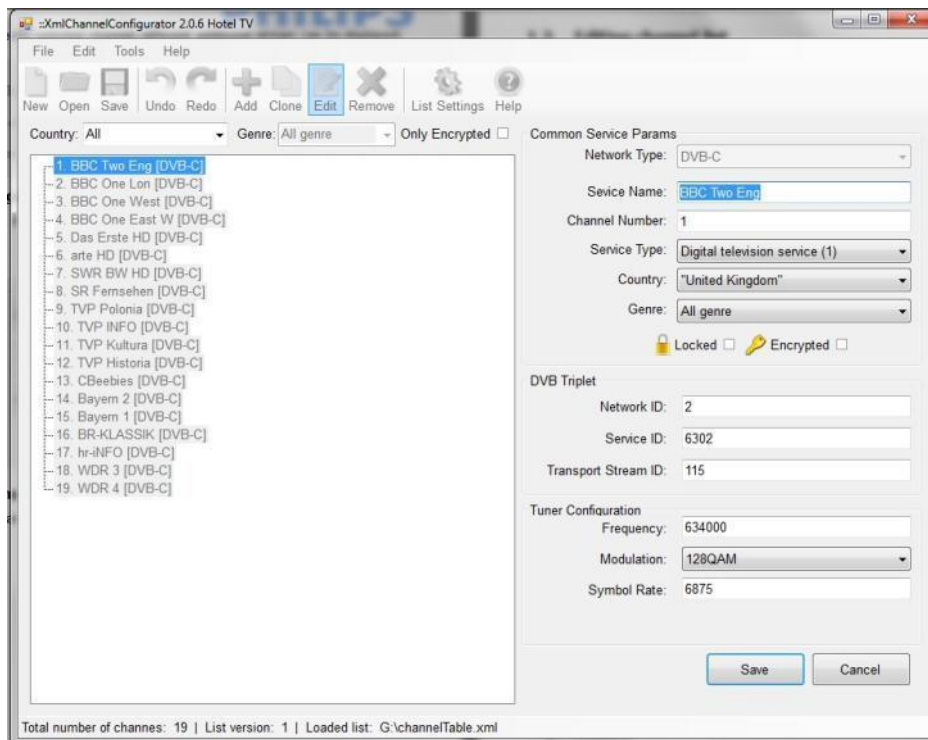 PHILIPS
::XmlChannelConfigurator 2.0.6 Hotel TV
File Edit Tools Help
New Open Save Undo Redo Add Clone Edit Remove List Settings Help
Country: All Genre: All genre Only Encrypted
1. BBC Two Eng [DVB-C]
2. BBC One Lon [DVB-C]
3. BBC One West [DVB-C]
4. BBC One East W [DVB-C]
5. Das Erste HD [DVB-C]
6. arte HD [DVB-C]
7. SWR BW HD [DVB-C]
8. SR Fernsehen [DVB-C]
9. TVP Polonia [DVB-C]
10. TVP INFO [DVB-C]
11. TVP Kultura [DVB-C]
12. TVP Historia [DVB-C]
13. CBeebies [DVB-C]
14. Bayern 2 [DVB-C]
15. Bayern 1 [DVB-C]
16. BR-KLASSIK [DVB-C]
17. hr-iNFO [DVB-C]
18. WDR 3 [DVB-C]
19. WDR 4 [DVB-C]
Common Service Params
Network Type: DVB-C
Sevice Name: BBC Two Eng
Channel Number: 1
Service Type: Digital television service (1)
Country: "United Kingdom"
Genre: All genre
Locked Encrypted
DVB Triplet
Network ID: 2
Service ID: 6302
Transport Stream ID: 115
Tuner Configuration
Frequency: 634000
Modulation: 128QAM
Symbol Rate: 6875
Save Cancel
Total number of channes: 19 | List version: 1 | Loaded list: G:\channelTable.xml